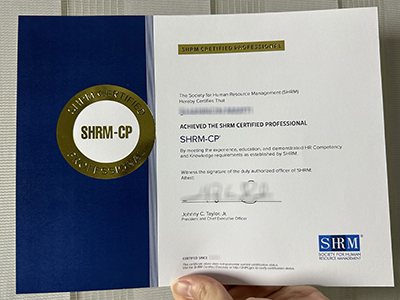 SHRM CERTIFIED
SHRM-CP
PROFESSIONAL
SHRM PROFESSIONAL
The Society for Human Resource Management (SHRM)
Hereby Certifies That
ACHIEVED THE SHRM CERTIFIED PROFESSIONAL
SHRM-CP®
By meeting the experience, education, and demonstrated HR Competency
and Knowledge requirements as established by SHRM.
Witness the signature of the duly Authorized officer of SHRM.
Attest:
Johnny C. Taylor, Jr.
President and Chief Executive Officer
CERTIFIED SINCE
SHRM
SOCIETY FOR HUMAN
RESOURCE MANAGEMENT